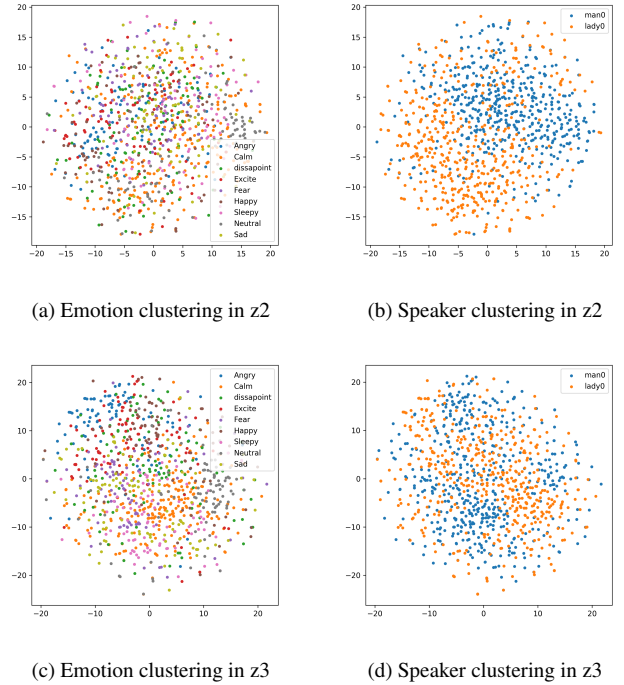 20
15
10
5
0
−5
−10
−15
−20 −15 −10 −5 0 5 10 15 20
Angry
Calm
dissapoint
Excite
Fear
Happy
Sleepy
Neutral
Sad
(a) Emotion clustering in z2
20
15
10
5
0
−5
−10
−15
−20 −15 −10 −5 0 5 10 15 20
man0
lady0
(b) Speaker clustering in z2
20
10
0
−10
−20
−20 −10 0 10 20
Angry
Calm
dissapoint
Excite
Fear
Happy
Sleepy
Neutral
Sad
(c) Emotion clustering in z3
20
10
0
−10
−20
−20 −10 0 10 20
man0
lady0
(d) Speaker clustering in z3